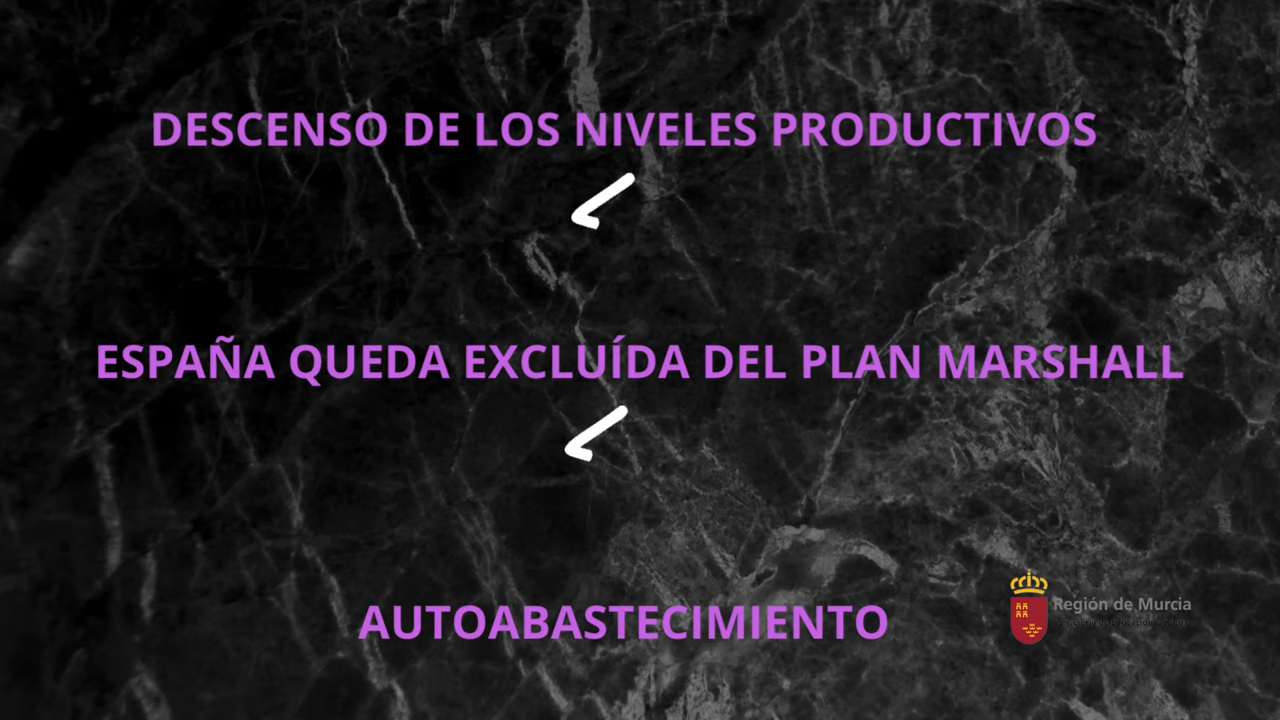 DESCENSO DE LOS NIVELES PRODUCTIVOS
ESPAÑA QUEDA EXCLUÍDA DEL PLAN MARSHALL
AUTOABASTECIMIENTO
Región de Murcia